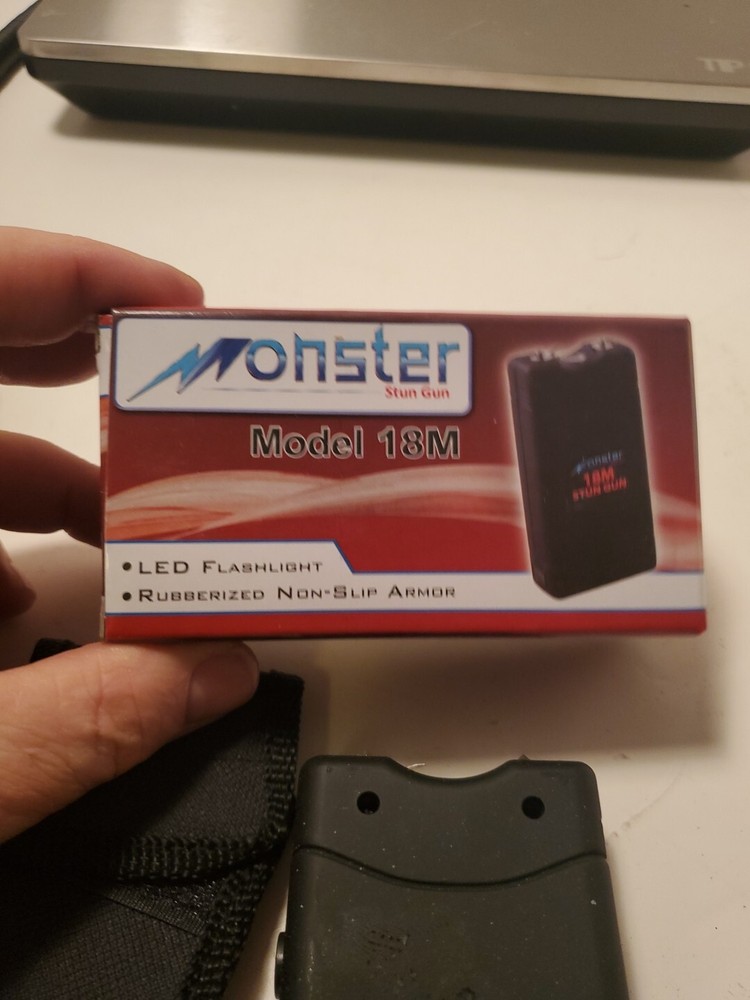 Monster
Stun Gun
Model 18M
• LED Flashlight
• Rubberized Non-Slip Armor
Monster
18M
STUN GUN